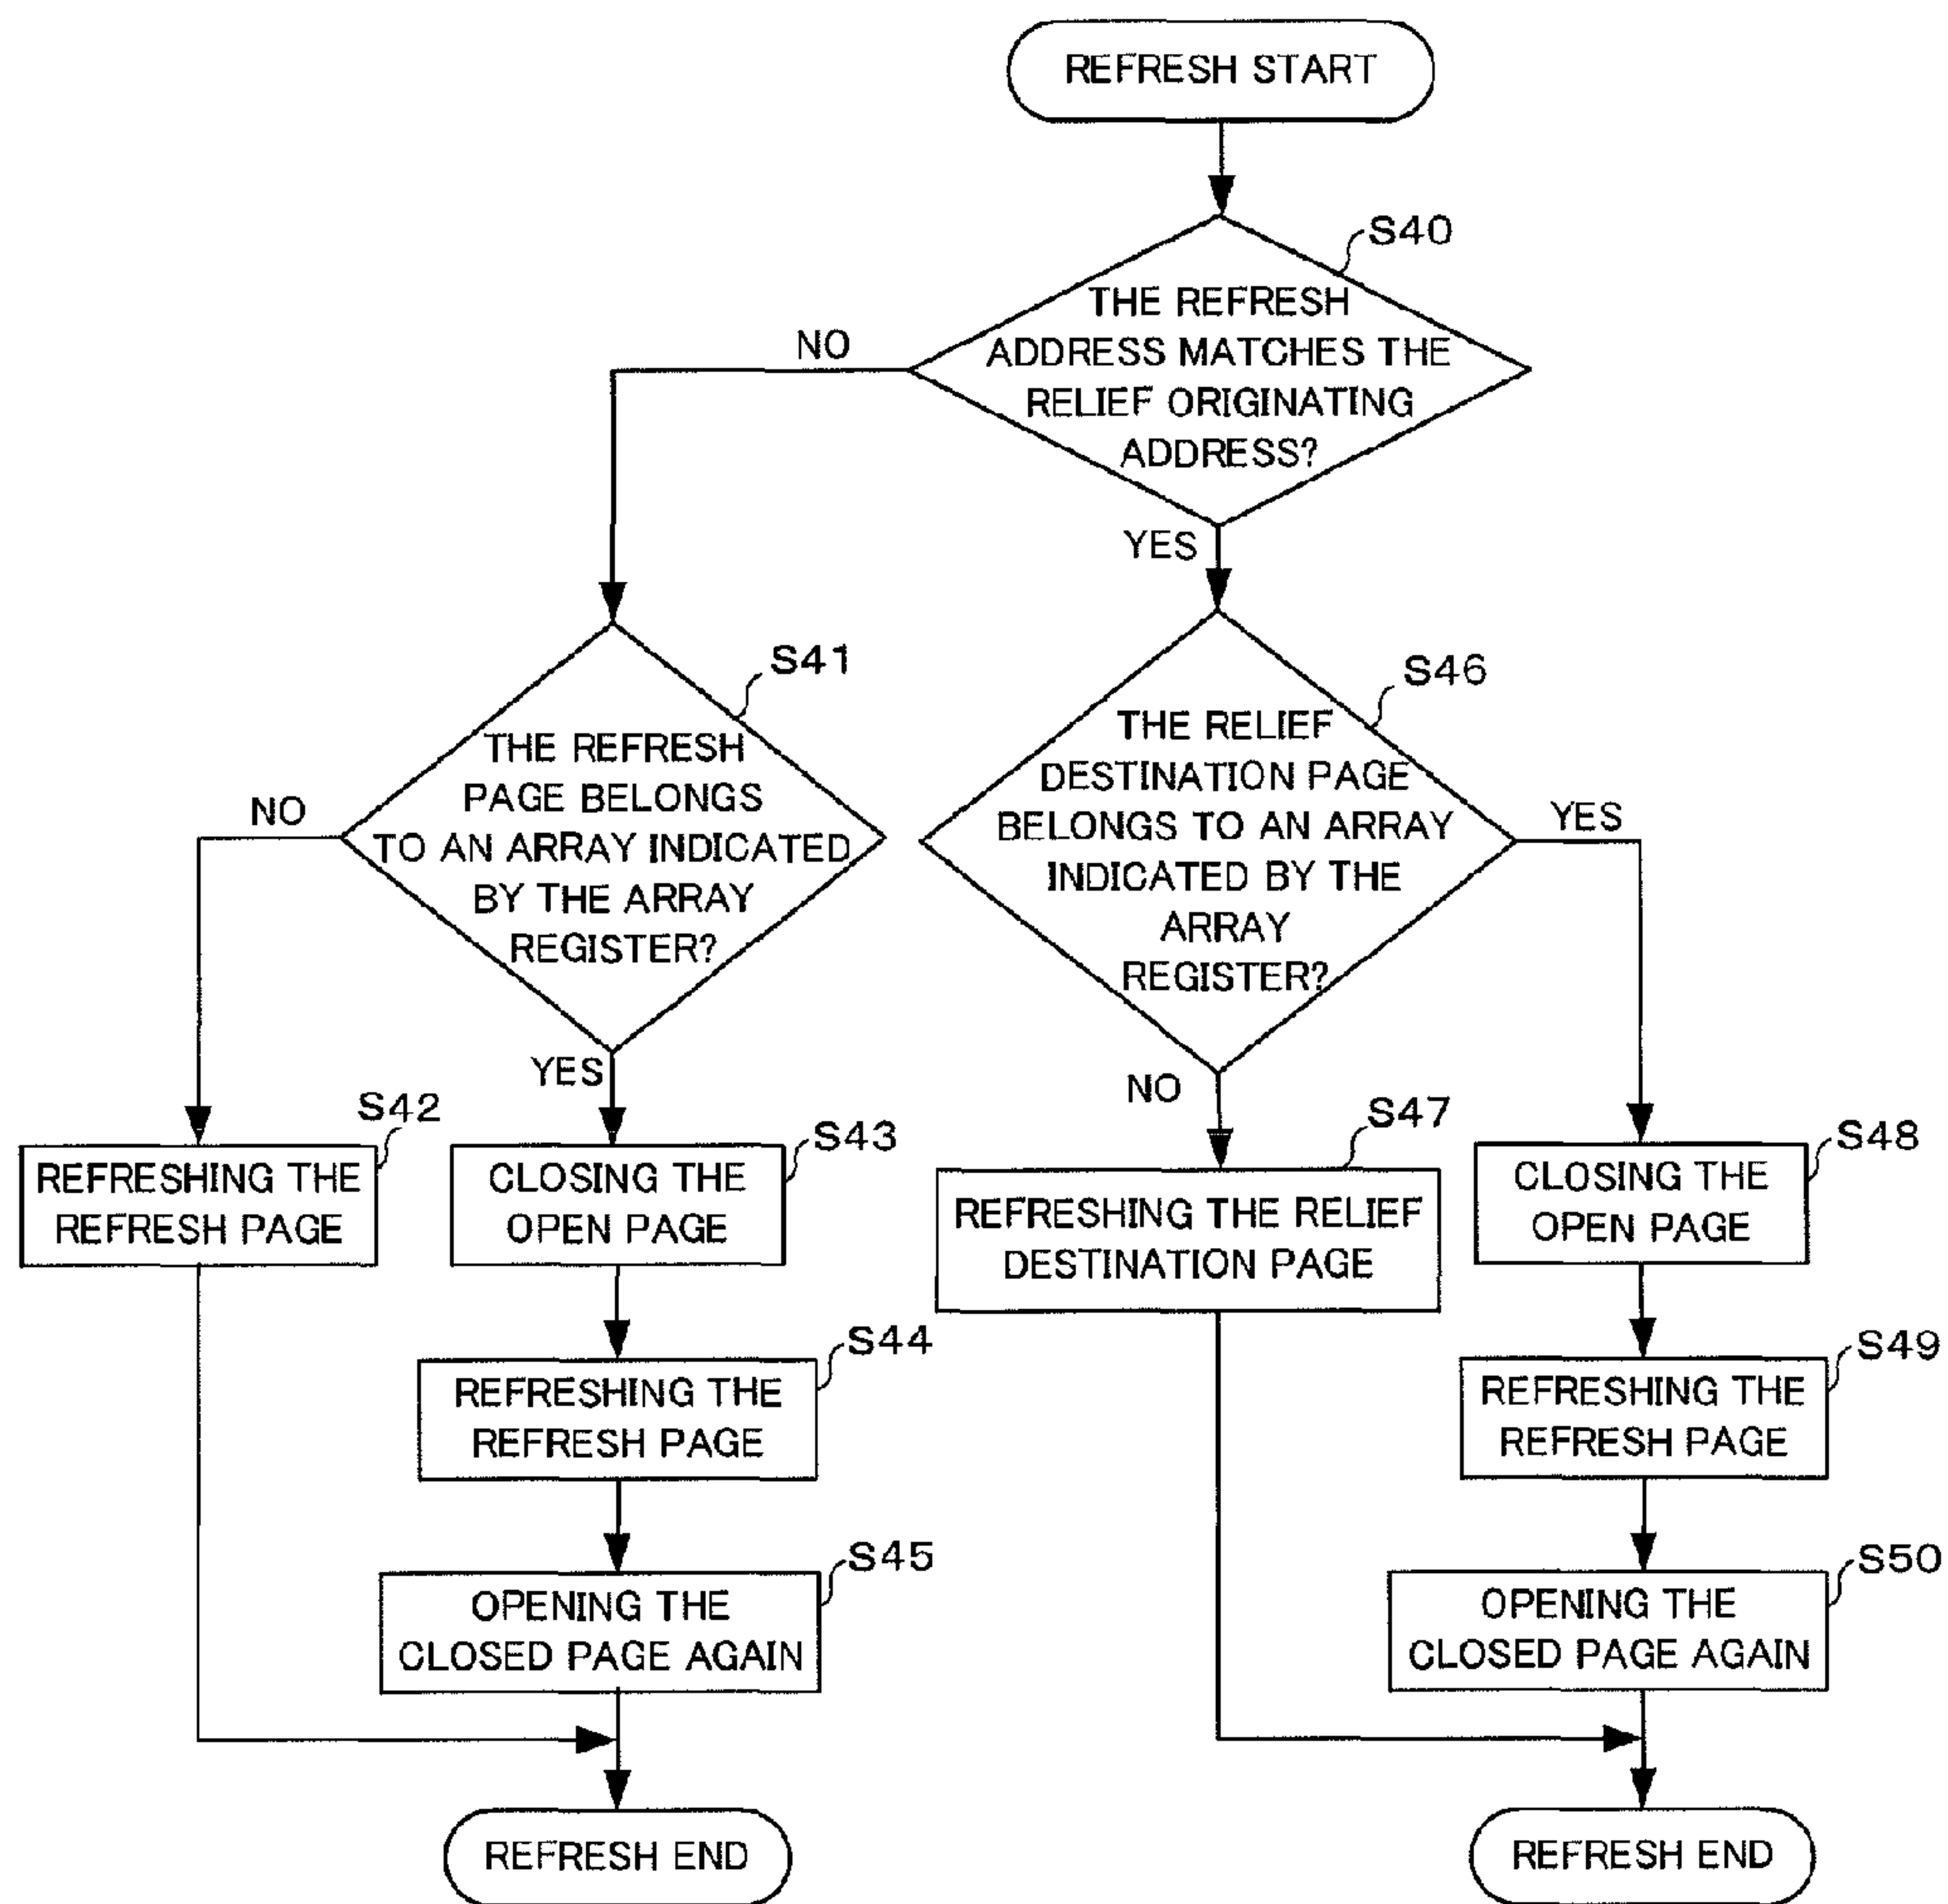 REFRESH START
S40
THE REFRESH
ADDRESS MATCHES THE
RELIEF ORIGINATING
ADDRESS?
NO
YES
S41
THE REFRESH
PAGE BELONGS
TO AN ARRAY INDICATED
BY THE ARRAY
REGISTER?
NO
YES
S46
THE RELIEF
DESTINATION PAGE
BELONGS TO AN ARRAY
INDICATED BY THE
ARRAY
REGISTER?
YES
NO
S42
REFRESHING THE
REFRESH PAGE
S43
CLOSING THE
OPEN PAGE
S47
REFRESHING THE RELIEF
DESTINATION PAGE
S48
CLOSING THE
OPEN PAGE
S44
REFRESHING THE
REFRESH PAGE
S49
REFRESHING THE
REFRESH PAGE
S45
OPENING THE
CLOSED PAGE AGAIN
S50
OPENING THE
CLOSED PAGE AGAIN
REFRESH END
REFRESH END